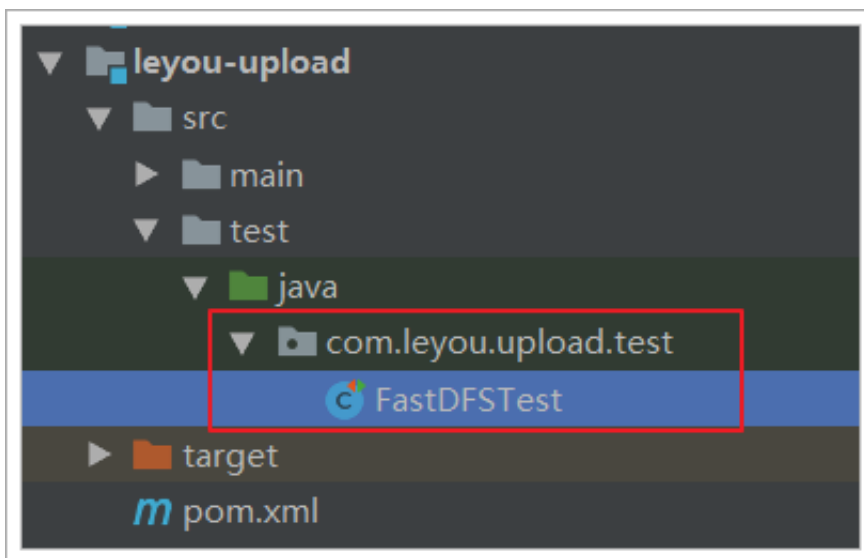 leyou-upload
src
main
test
java
com.leyou.upload.test
FastDFSTest
target
pom.xml